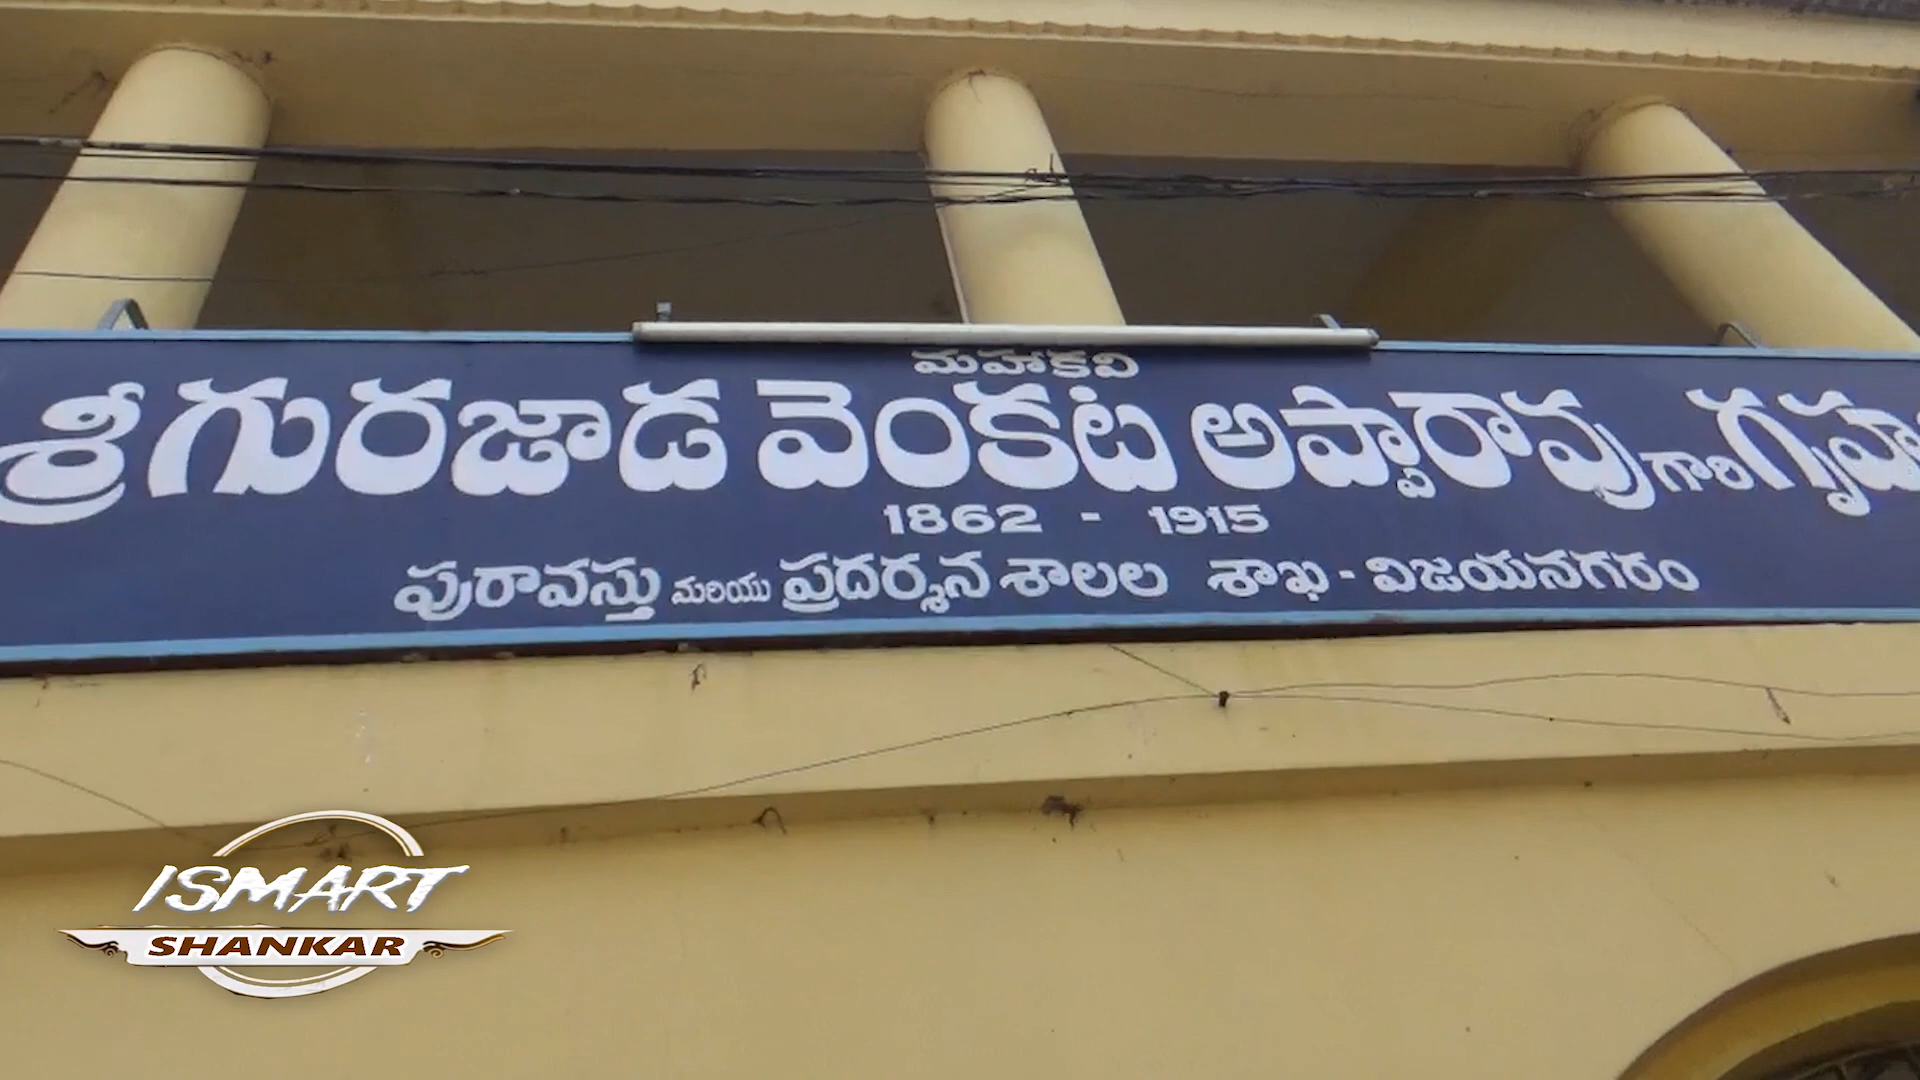 మహాకవి
శ్రీ గురజాడ వెంకట అప్పారావు గారి
1862 - 1915
పురావస్తు మరియు ప్రదర్శన శాలల శాఖ - విజయనగరం
ISMART
SHANKAR